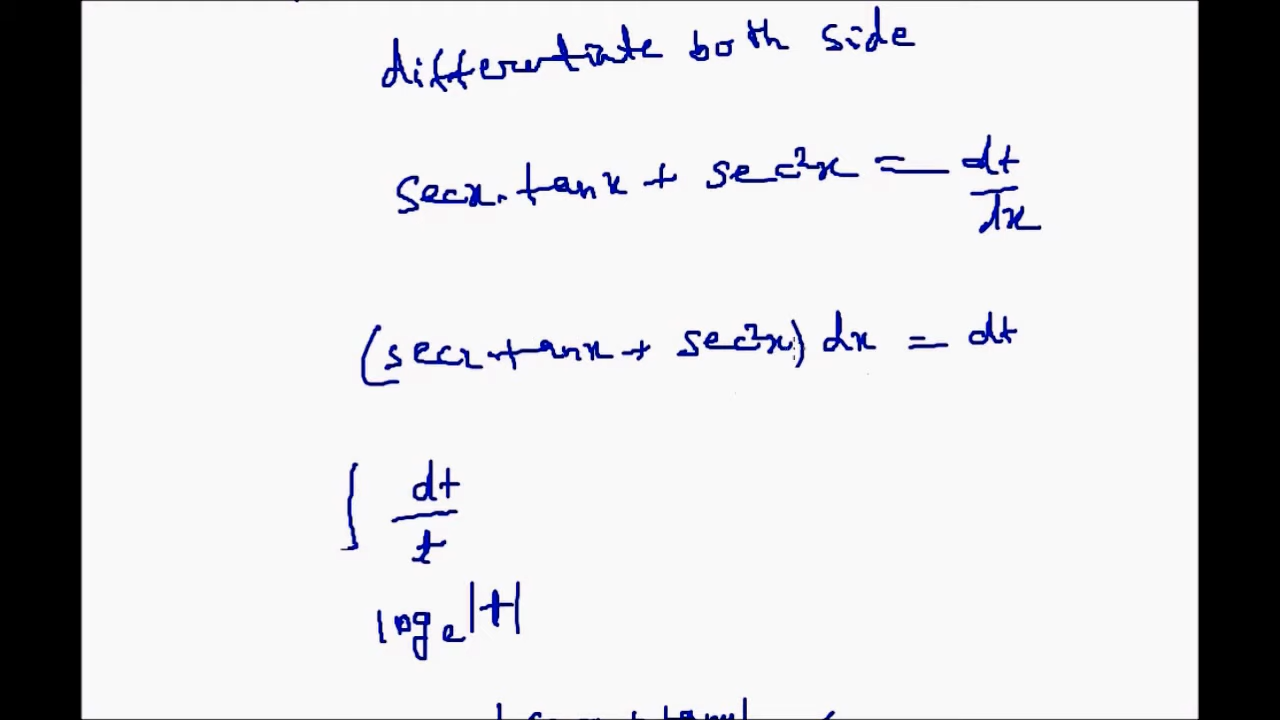 differentiate both side
secx.tanx + sec²x = dt/dx
(secx tanx + sec²x) dx = dt
∫ dt/t
logₑ|t|